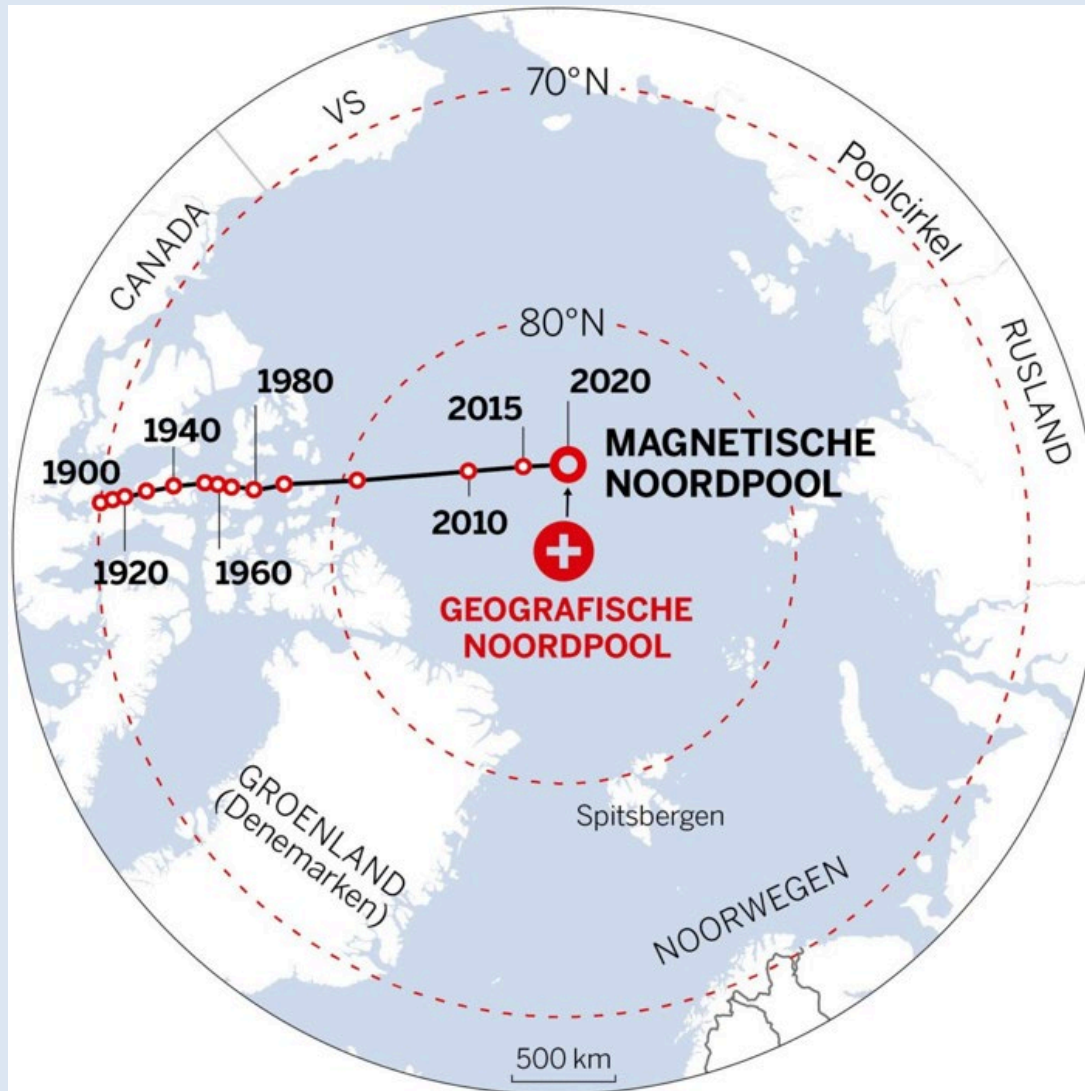 70°N
VS
Poolcirkel
CANADA
RUSLAND
80°N
1980
2020
2015
1940
MAGNETISCHE
NOORDPOOL
1900
2010
1920
1960
GEOGRAFISCHE
NOORDPOOL
GROENLAND
(Denemarken)
Spitsbergen
NOORWEGEN
500 km